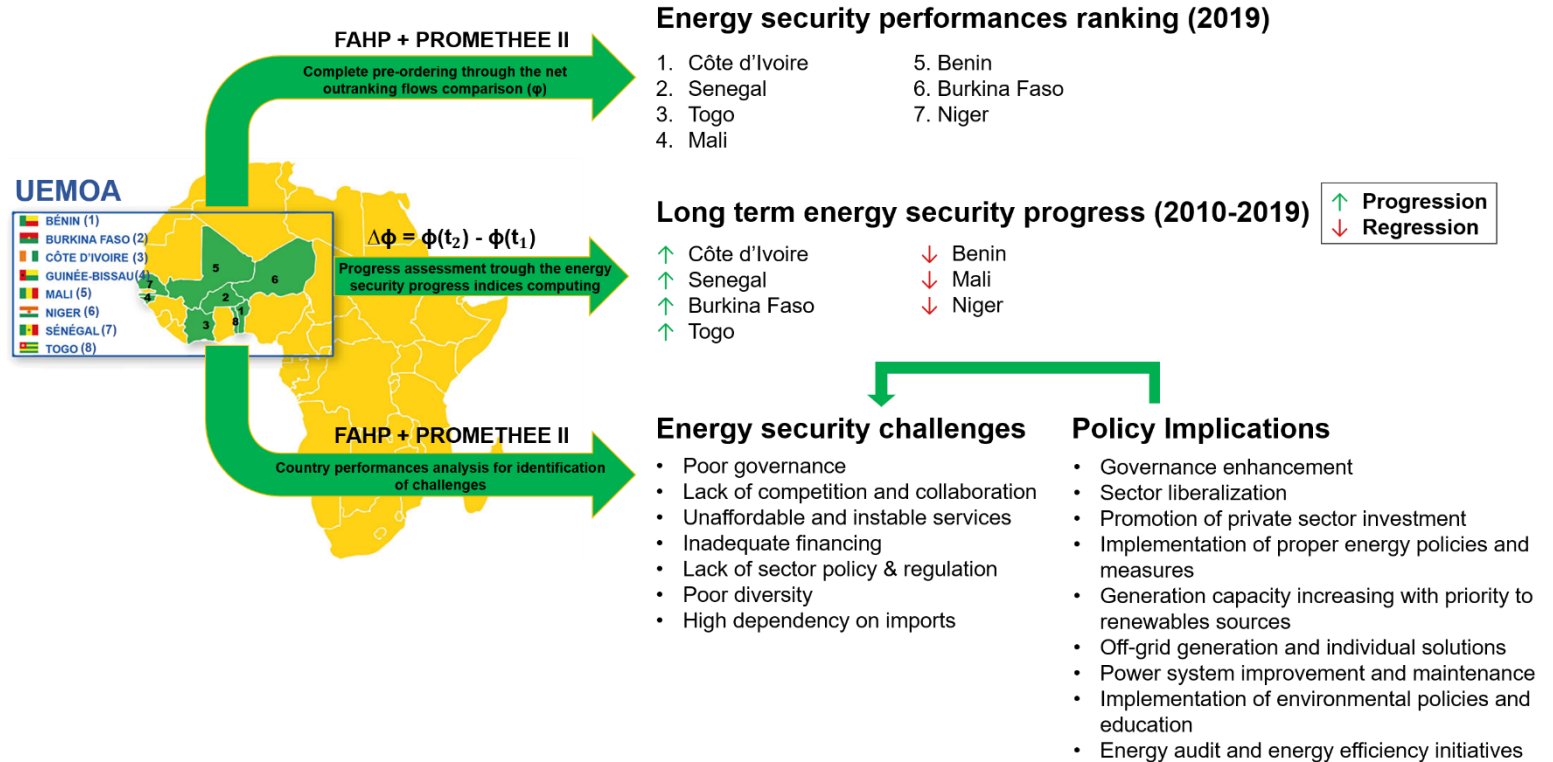 FAHP + PROMETHEE II
Complete pre-ordering through the net
outranking flows comparison (φ)
Energy security performances ranking (2019)
1. Côte d’Ivoire
2. Senegal
3. Togo
4. Mali
5. Benin
6. Burkina Faso
7. Niger
UEMOA
BÉNIN (1)
BURKINA FASO (2)
CÔTE D’IVOIRE (3)
GUINÉE-BISSAU(4)
MALI (5)
NIGER (6)
SÉNÉGAL (7)
TOGO (8)
5
6
7
4
2
3
8
1
Δϕ = ϕ(t₂) - ϕ(t₁)
Progress assessment trough the energy
security progress indices computing
Long term energy security progress (2010-2019)
↑ Progression
↓ Regression
↑ Côte d’Ivoire
↑ Senegal
↑ Burkina Faso
↑ Togo
↓ Benin
↓ Mali
↓ Niger
FAHP + PROMETHEE II
Country performances analysis for identification
of challenges
Energy security challenges
• Poor governance
• Lack of competition and collaboration
• Unaffordable and instable services
• Inadequate financing
• Lack of sector policy & regulation
• Poor diversity
• High dependency on imports
Policy Implications
• Governance enhancement
• Sector liberalization
• Promotion of private sector investment
• Implementation of proper energy policies and
measures
• Generation capacity increasing with priority to
renewables sources
• Off-grid generation and individual solutions
• Power system improvement and maintenance
• Implementation of environmental policies and
education
• Energy audit and energy efficiency initiatives